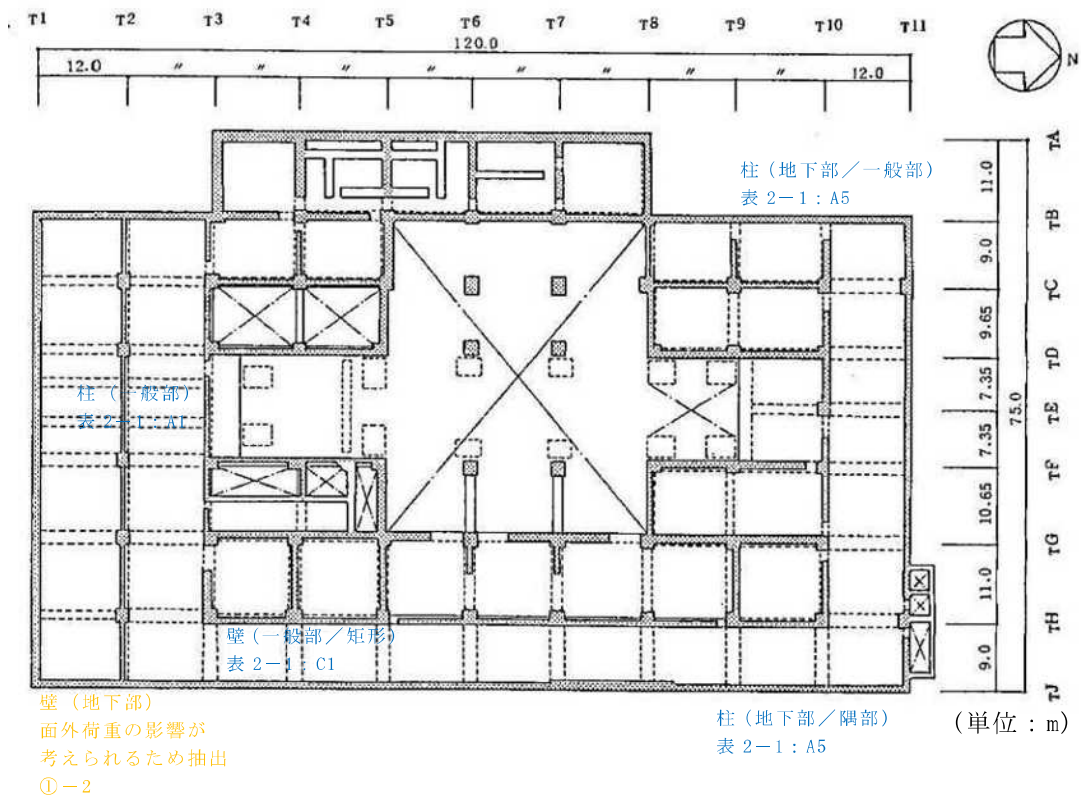 T1 T2 T3 T4 T5 T6 T7 T8 T9 T10 T11
120.0
12.0 〃 〃 〃 〃 〃 〃 〃 〃 12.0
N
TA
11.0
TB
9.0
TC
9.65
TD
7.35
TE
7.35
TF
10.65
TG
11.0
TH
9.0
TJ
75.0
柱（地下部／一般部）
表 2－1：A5
柱（一般部）
表 2－1：A1
壁（一般部／矩形）
表 2－1：C1
壁（地下部）
面外荷重の影響が
考えられるため抽出
①－2
柱（地下部／隅部）
表 2－1：A5
（単位：m）